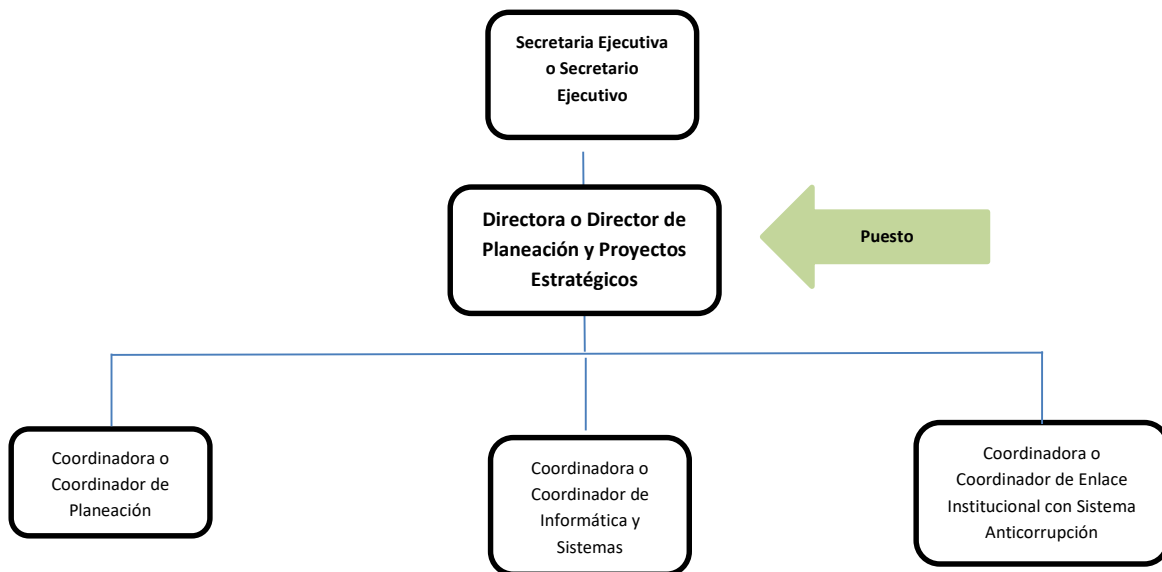 Secretaria Ejecutiva
o Secretario
Ejecutivo
Directora o Director de
Planeación y Proyectos
Estratégicos
Puesto
Coordinadora o
Coordinador de
Planeación
Coordinadora o
Coordinador de
Informática y
Sistemas
Coordinadora o
Coordinador de Enlace
Institucional con Sistema
Anticorrupción